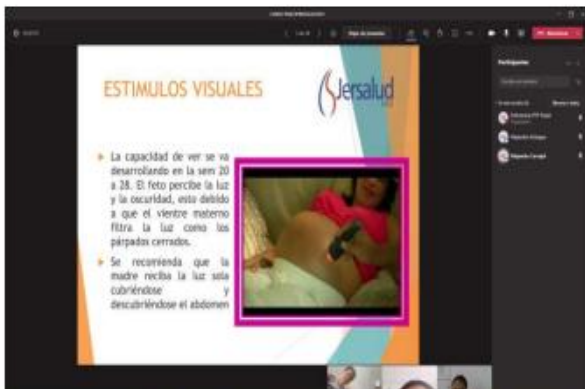 ESTIMULOS VISUALES
Jersalud
La capacidad de ver se va
desarrollando en la sem 20
a 28. El feto percibe la luz
y la oscuridad, esto debido
a que el vientre materno
filtra la luz como los
párpados cerrados.
Se recomienda que la
madre reciba la luz sola
cubriéndose y
descubriéndose el abdomen
Participantes